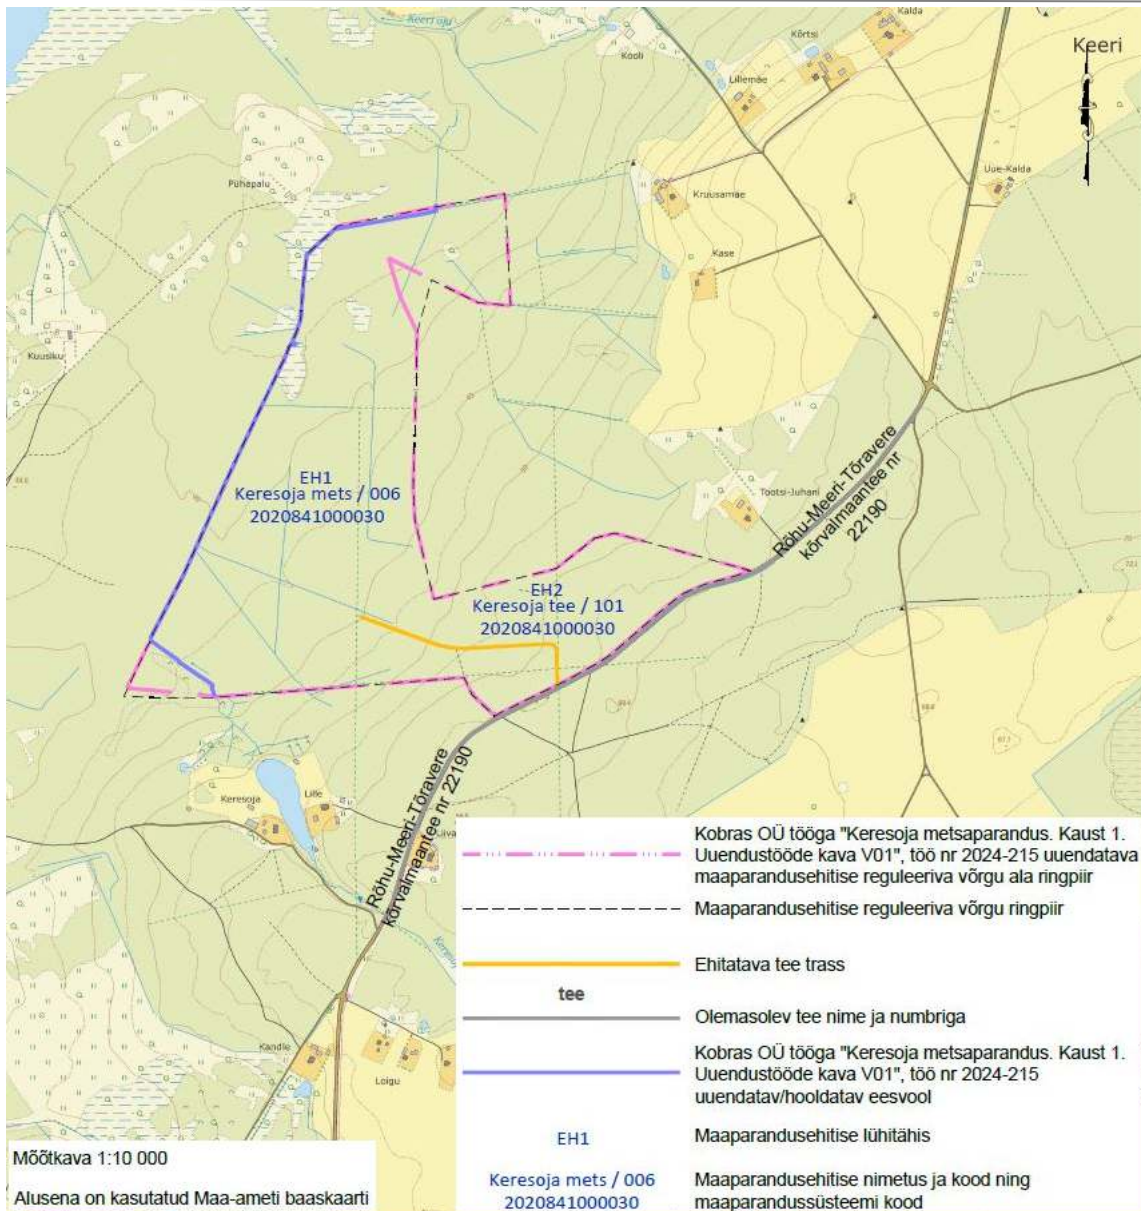 Keeri oja
Kooli
Kalda
Kõrtsi
Keeri
Lillemäe
Uue-Kalda
Pühapalu
Kruusamäe
Kase
Kuusiku
EH1
Keresoja mets / 006
2020841000030
Tootsi-Juhani
Rõhu-Meeri-Tõravere
kõrvalmaantee nr
22190
EH2
Keresoja tee / 101
2020841000030
Keresoja
Lille
Liiva
Rõhu-Meeri-Tõravere
kõrvalmaantee nr 22190
Kandle
Loigu
Kobras OÜ tööga "Keresoja metsaparandus. Kaust 1.
Uuendustööde kava V01", töö nr 2024-215 uuendatava
maaparandusehitise reguleeriva võrgu ala ringpiir
Maaparandusehitise reguleeriva võrgu ringpiir
Ehitatava tee trass
tee
Olemasolev tee nime ja numbriga
Kobras OÜ tööga "Keresoja metsaparandus. Kaust 1.
Uuendustööde kava V01", töö nr 2024-215
uuendatav/hooldatav eesvool
EH1
Maaparandusehitise lühitähis
Keresoja mets / 006
2020841000030
Maaparandusehitise nimetus ja kood ning
maaparandussüsteemi kood
Mõõtkava 1:10 000
Alusena on kasutatud Maa-ameti baaskaarti